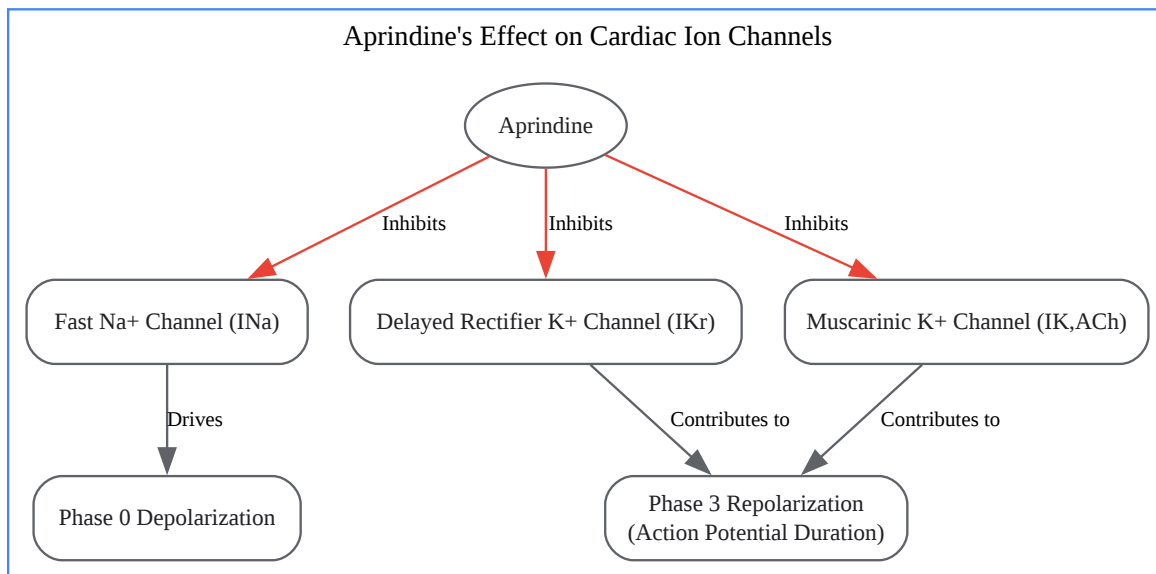 Aprindine's Effect on Cardiac Ion Channels
Aprindine
Inhibits
Inhibits
Inhibits
Fast Na+ Channel (INa)
Delayed Rectifier K+ Channel (IKr)
Muscarinic K+ Channel (IK,ACh)
Drives
Contributes to
Contributes to
Phase 0 Depolarization
Phase 3 Repolarization
(Action Potential Duration)